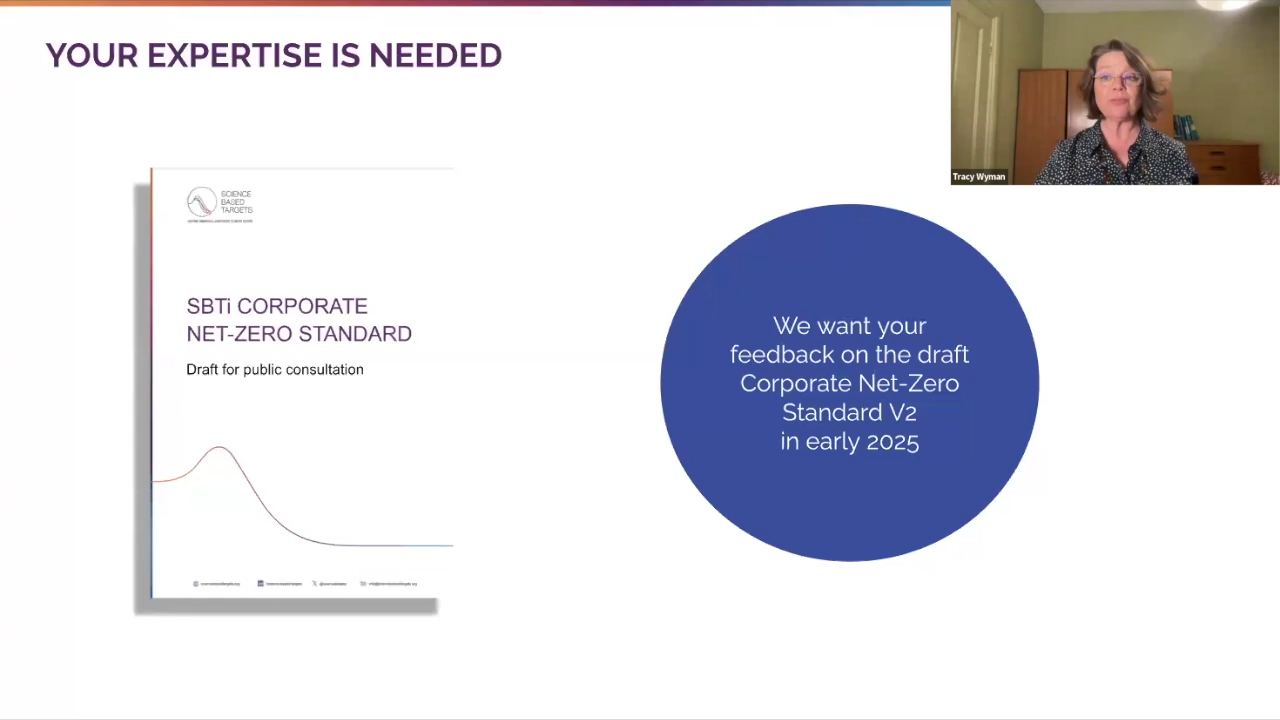 YOUR EXPERTISE IS NEEDED
Tracy Wyman
SCIENCE
BASED
TARGETS
SBTi CORPORATE
NET-ZERO STANDARD
Draft for public consultation
We want your
feedback on the draft
Corporate Net-Zero
Standard V2
in early 2025